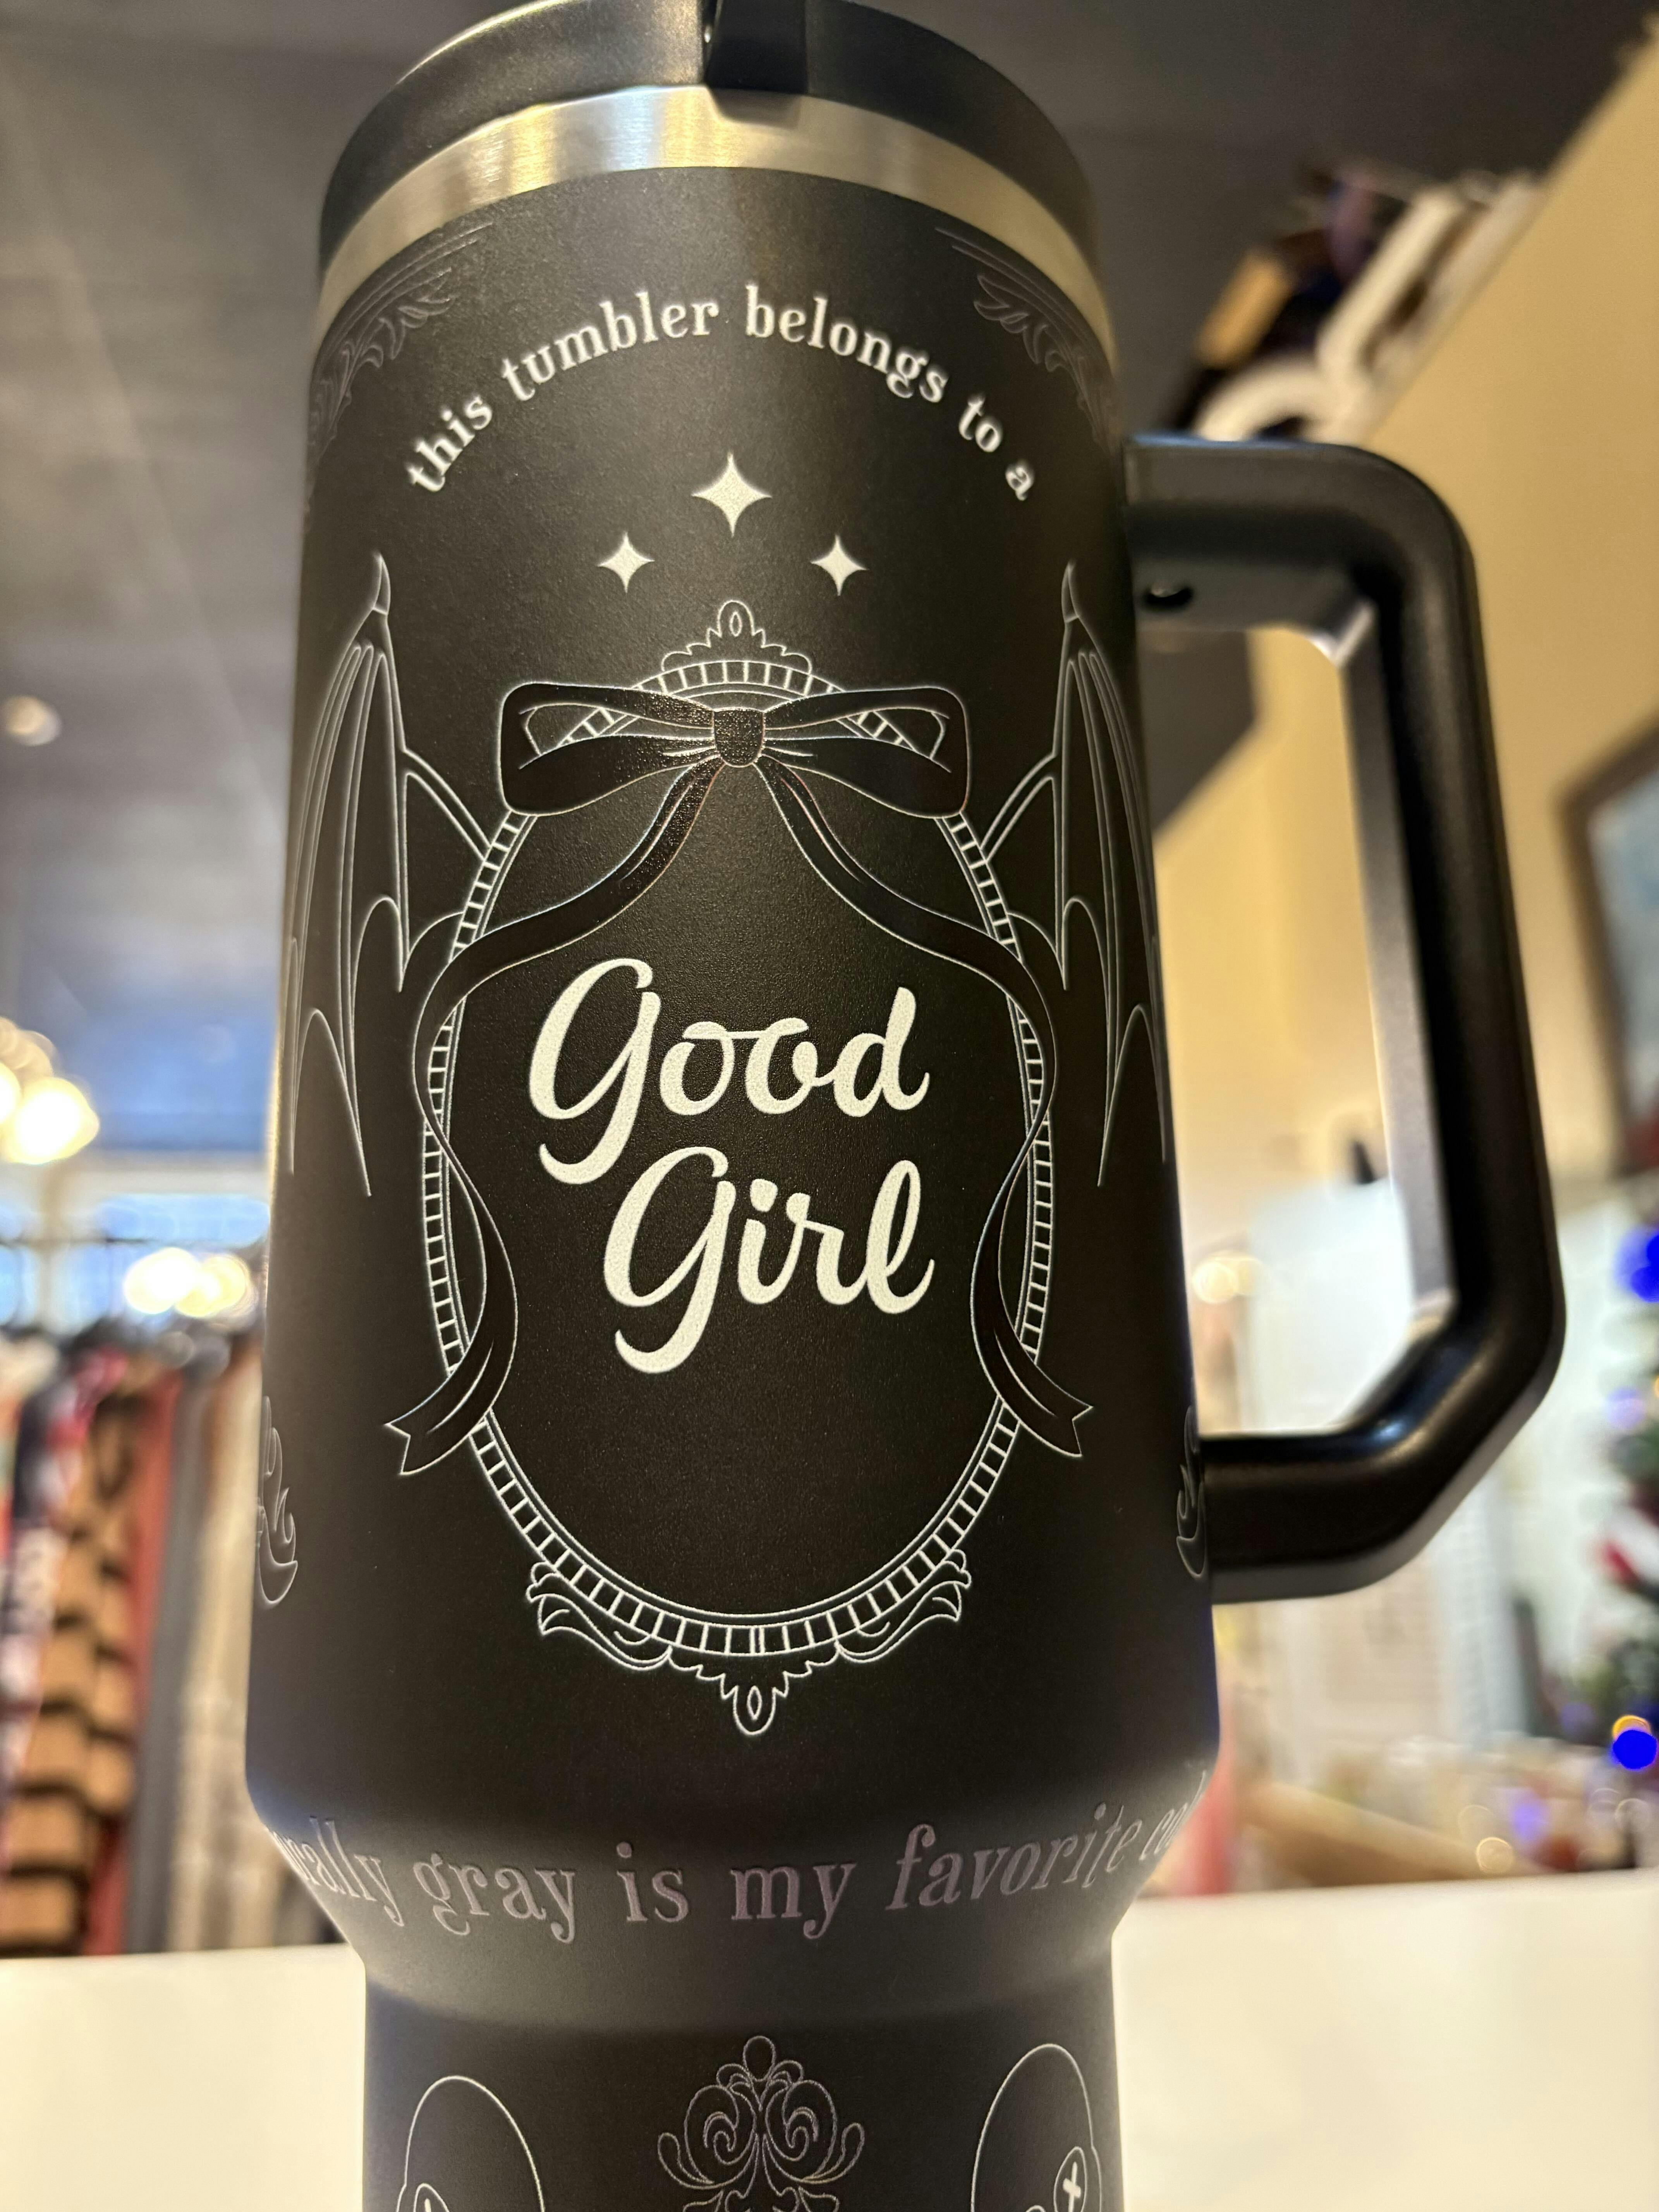 this tumbler belongs to a
Good
Girl
gray is my favorite